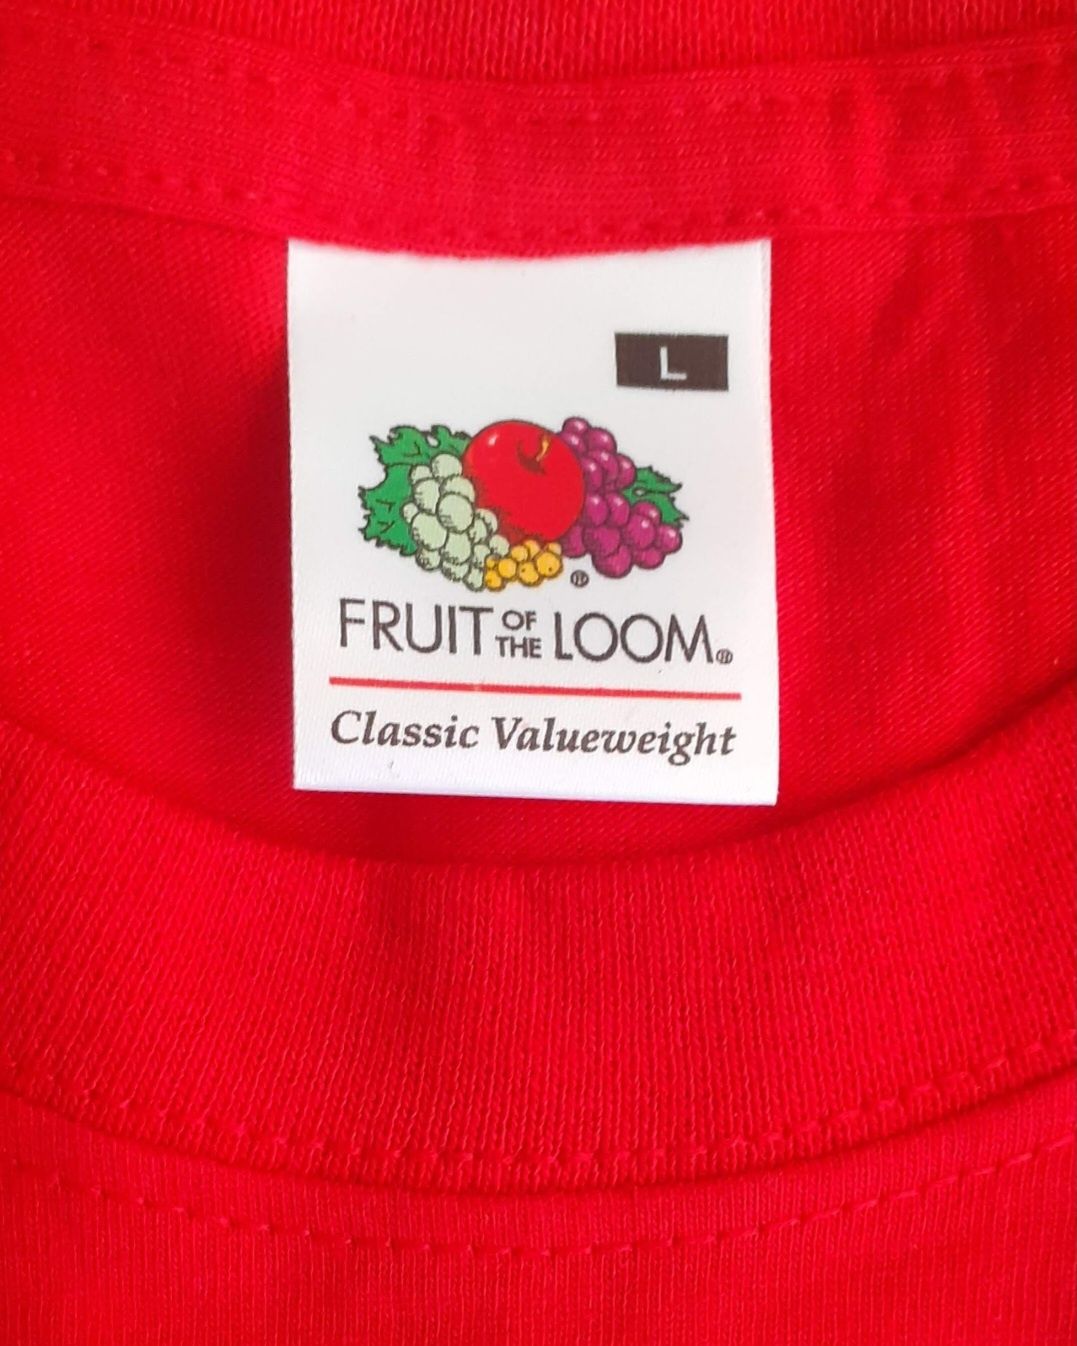 L
®
FRUIT OF THE LOOM®
Classic Valueweight